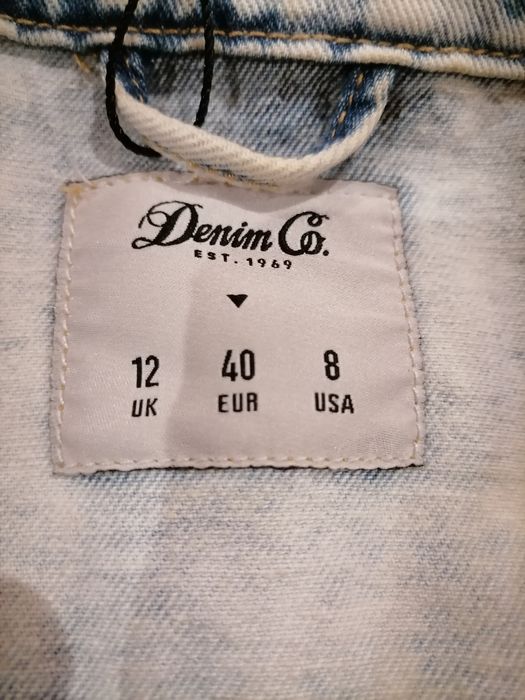 Denim Co.
EST. 1969
12 40 8
UK EUR USA